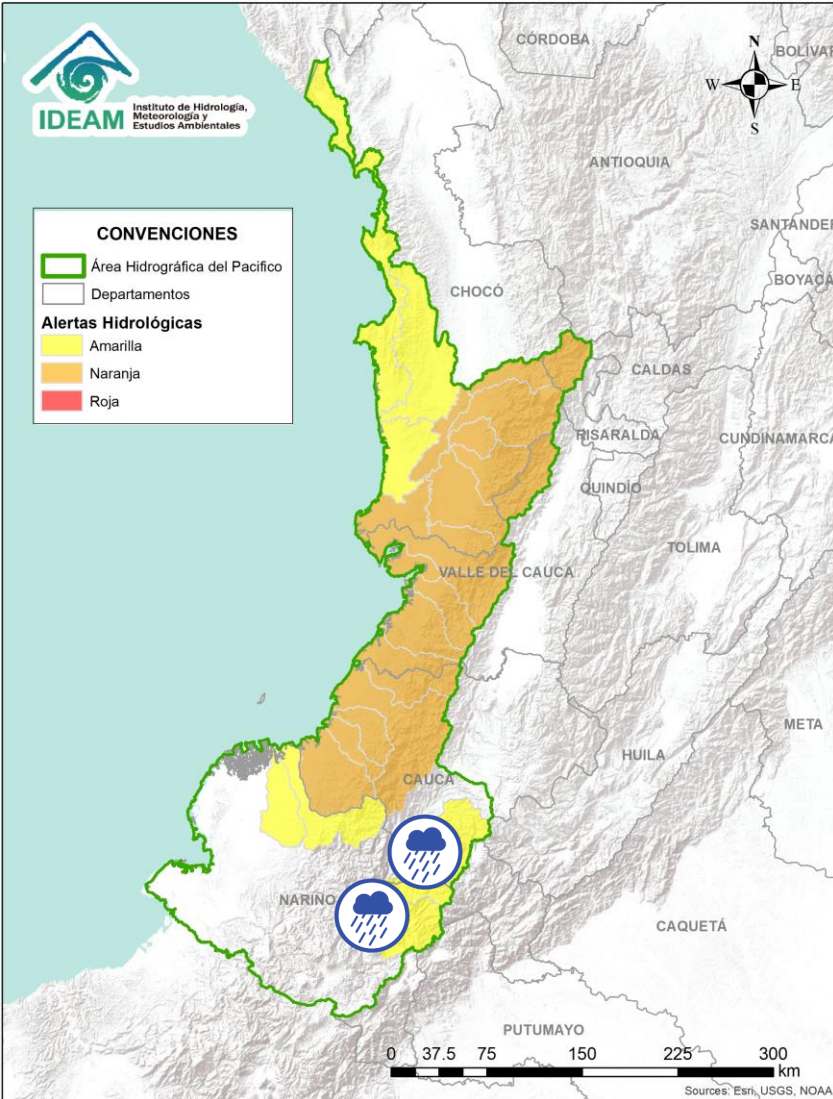 IDEAM
Instituto de Hidrología,
Meteorología y
Estudios Ambientales
CONVENCIONES
Área Hidrográfica del Pacifico
Departamentos
Alertas Hidrológicas
Amarilla
Naranja
Roja
N
W
E
S
CÓRDOBA
BOLÍVAR
ANTIOQUIA
SANTANDER
BOYACÁ
CHOCÓ
CALDAS
RISARALDA
CUNDINAMARCA
QUINDÍO
TOLIMA
VALLE DEL CAUCA
META
HUILA
CAUCA
NARIÑO
CAQUETÁ
PUTUMAYO
0 37.5 75 150 225 300
km
Sources: Esri, USGS, NOAA